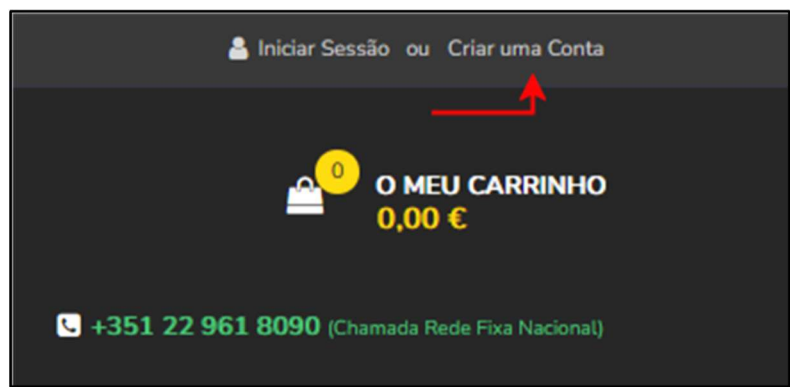 Iniciar Sessão ou Criar uma Conta
0
O MEU CARRINHO
0,00 €
+351 22 961 8090 (Chamada Rede Fixa Nacional)